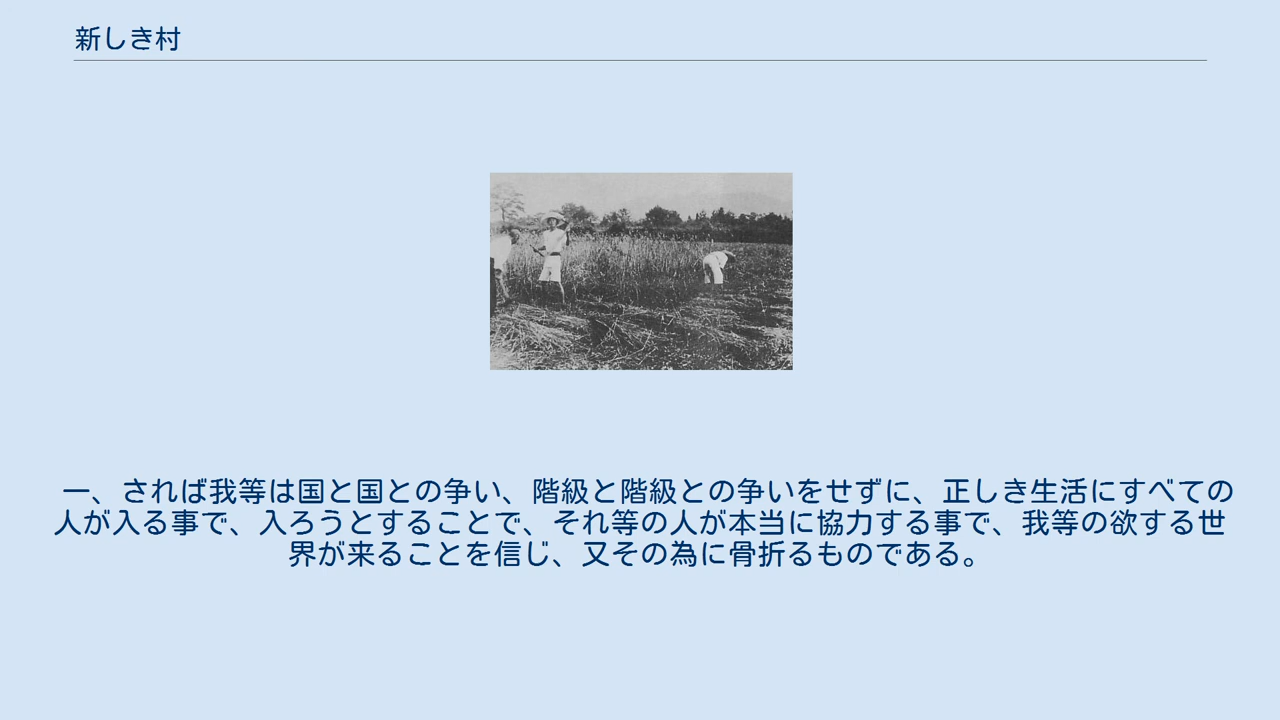 新しき村
一、されば我等は国と国との争い、階級と階級との争いをせずに、正しき生活にすべての
人が入る事で、入ろうとすることで、それ等の人が本当に協力する事で、我等の欲する世
界が来ることを信じ、又その為に骨折るものである。